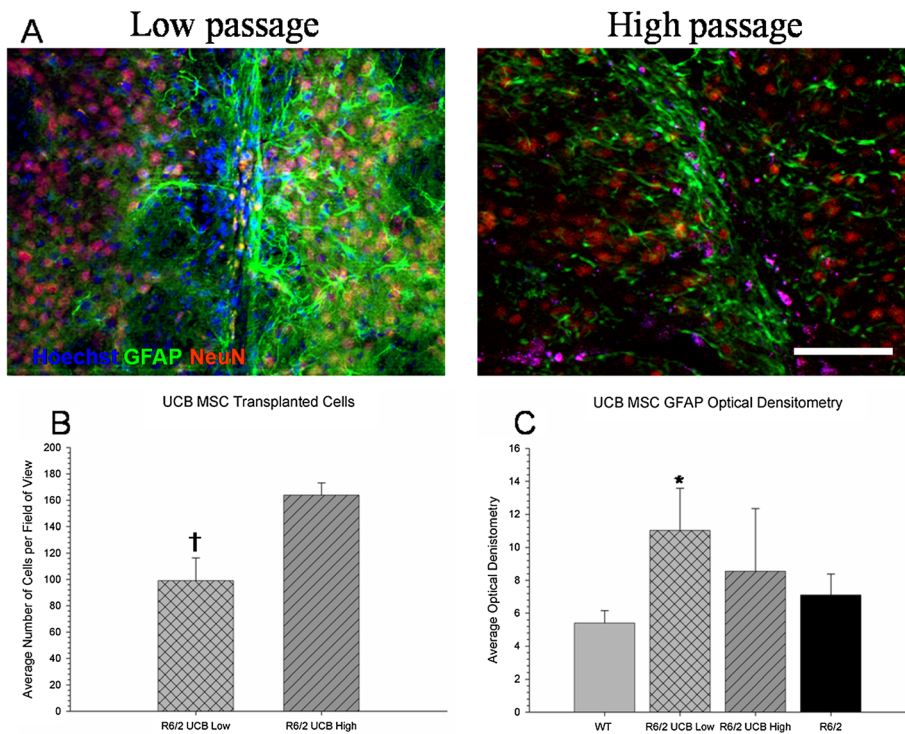 A
Low passage
High passage
Hoechst GFAP NeuN
B
UCB MSC Transplanted Cells
Average Number of Cells per Field of View
200
180
160
140
120
100
80
60
40
20
0
†
R6/2 UCB Low
R6/2 UCB High
C
UCB MSC GFAP Optical Densitometry
Average Optical Denistometry
16
14
12
10
8
6
4
2
0
*
WT
R6/2 UCB Low
R6/2 UCB High
R6/2